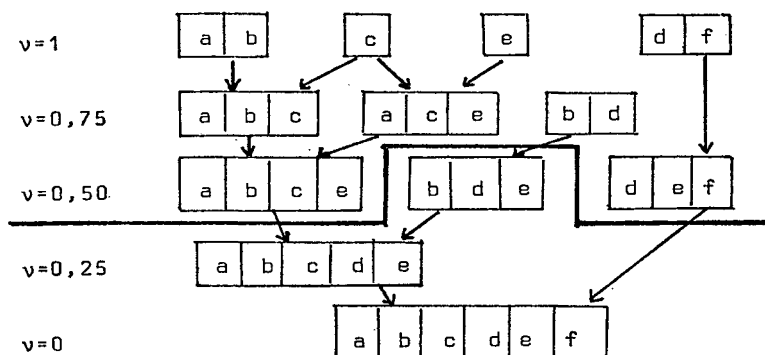 ν=1 a b c e d f
ν=0,75 a b c a c e b d
ν=0,50 a b c e b d e d e f
ν=0,25 a b c d e
ν=0 a b c d e f